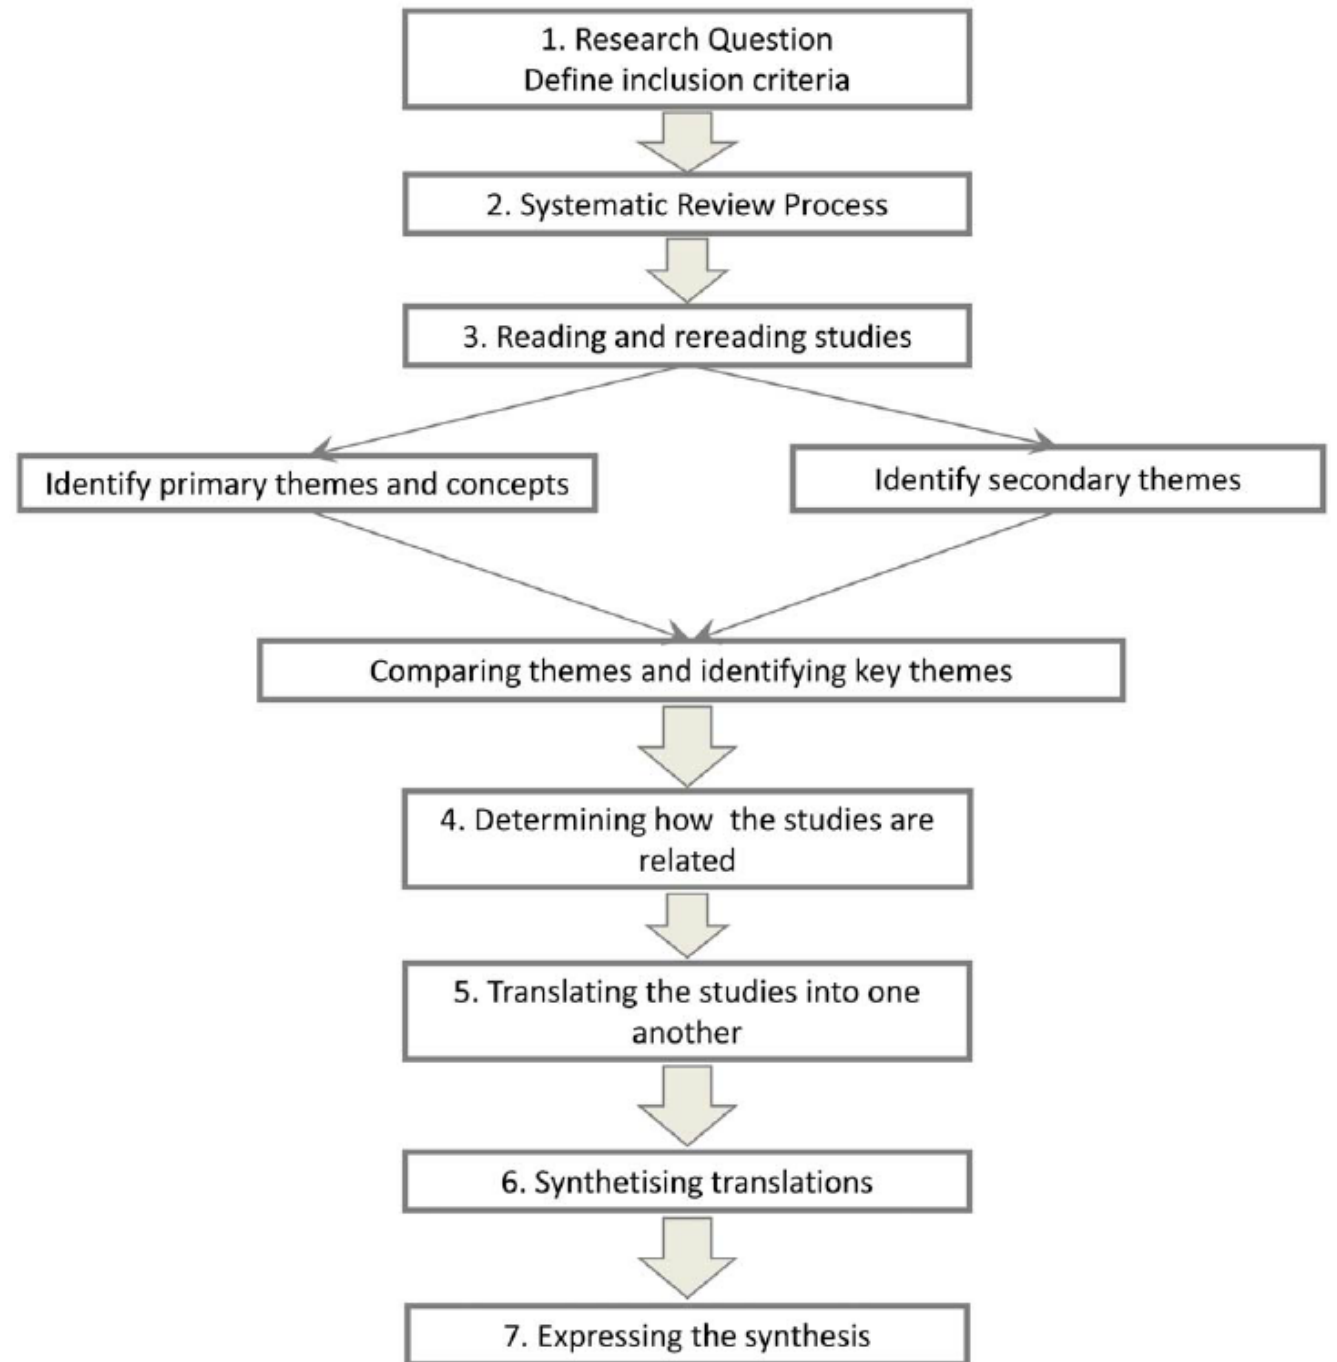 1. Research Question
Define inclusion criteria
2. Systematic Review Process
3. Reading and rereading studies
Identify primary themes and concepts
Identify secondary themes
Comparing themes and identifying key themes
4. Determining how  the studies are
related
5. Translating the studies into one
another
6. Synthetising translations
7. Expressing the synthesis